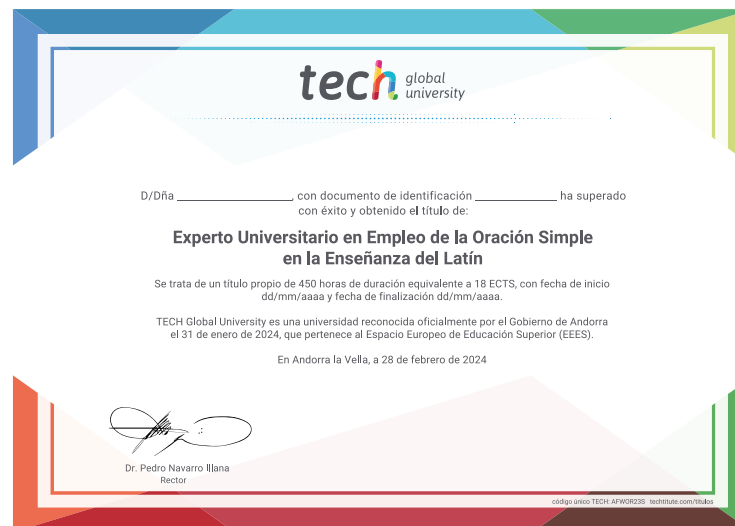 tech global
university
D/Dña ____________________, con documento de identificación ______________ ha superado
con éxito y obtenido el título de:
Experto Universitario en Empleo de la Oración Simple
en la Enseñanza del Latín
Se trata de un título propio de 450 horas de duración equivalente a 18 ECTS, con fecha de inicio
dd/mm/aaaa y fecha de finalización dd/mm/aaaa.
TECH Global University es una universidad reconocida oficialmente por el Gobierno de Andorra
el 31 de enero de 2024, que pertenece al Espacio Europeo de Educación Superior (EEES).
En Andorra la Vella, a 28 de febrero de 2024
Dr. Pedro Navarro Illana
Rector
código único TECH: AFWOR23S techtitute.com/titulos